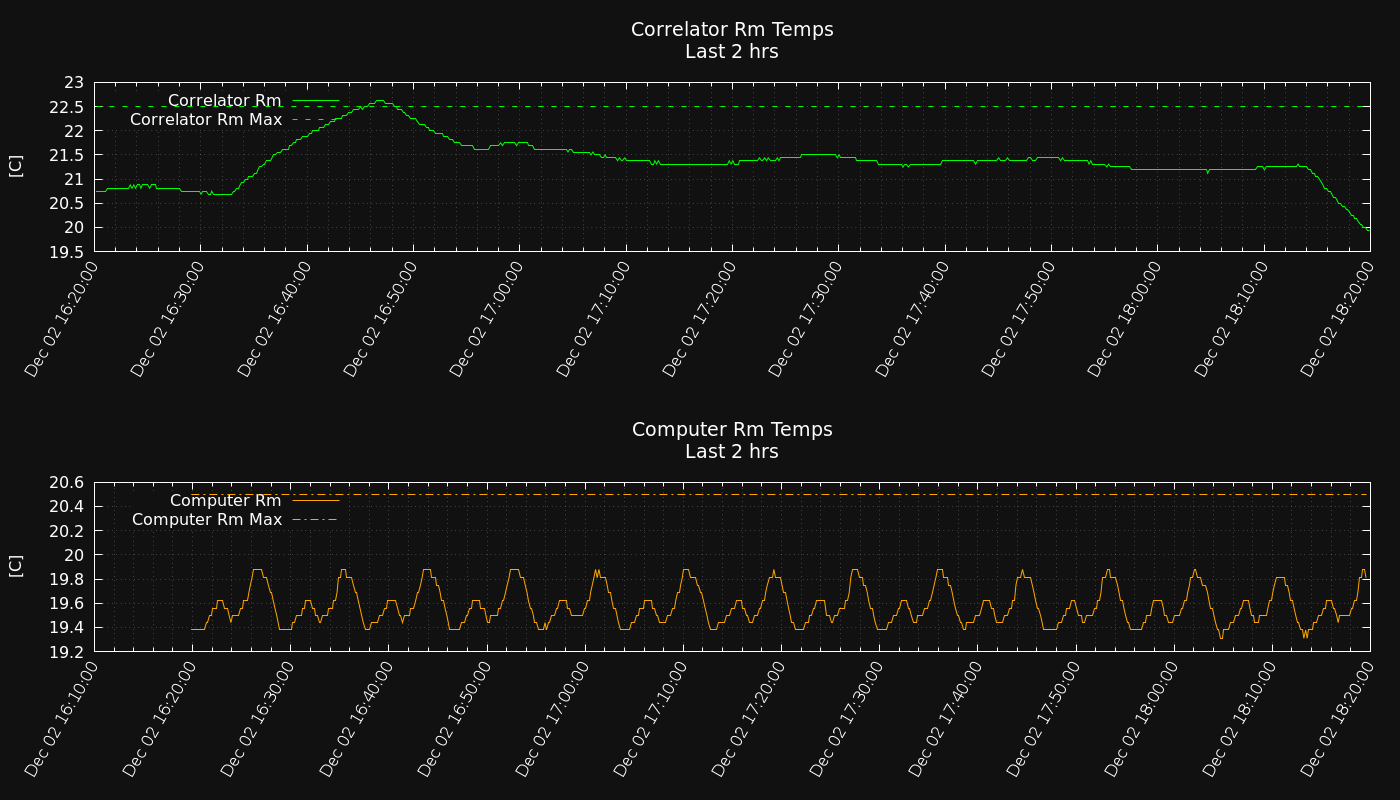 Correlator Rm Temps
Last 2 hrs
23
22.5
22
21.5
21
20.5
20
19.5
[C]
Correlator Rm
Correlator Rm Max
Dec 02 16:20:00
Dec 02 16:30:00
Dec 02 16:40:00
Dec 02 16:50:00
Dec 02 17:00:00
Dec 02 17:10:00
Dec 02 17:20:00
Dec 02 17:30:00
Dec 02 17:40:00
Dec 02 17:50:00
Dec 02 18:00:00
Dec 02 18:10:00
Dec 02 18:20:00
Computer Rm Temps
Last 2 hrs
20.6
20.4
20.2
20
19.8
19.6
19.4
19.2
[C]
Computer Rm
Computer Rm Max
Dec 02 16:10:00
Dec 02 16:20:00
Dec 02 16:30:00
Dec 02 16:40:00
Dec 02 16:50:00
Dec 02 17:00:00
Dec 02 17:10:00
Dec 02 17:20:00
Dec 02 17:30:00
Dec 02 17:40:00
Dec 02 17:50:00
Dec 02 18:00:00
Dec 02 18:10:00
Dec 02 18:20:00